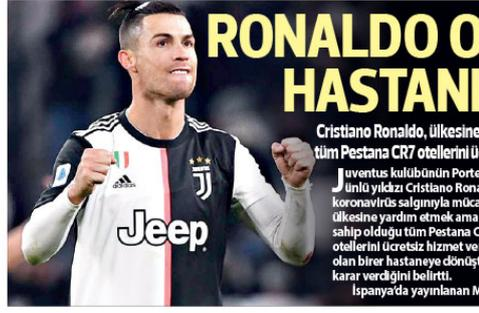 RONALDO O
HASTAN
Cristiano Ronaldo, ülkesine
tüm Pestana CR7 otellerini ü
Juventus kulübünün Porte
ünlü yıldızı Cristiano Rona
koronavirüs salgınıyla müca
ülkesine yardım etmek ama
sahip olduğu tüm Pestana C
otellerini ücretsiz hizmet ve
olan birer hastaneye dönüşt
karar verdiğini belirtti.
İspanya'da yayınlanan M
Jeep